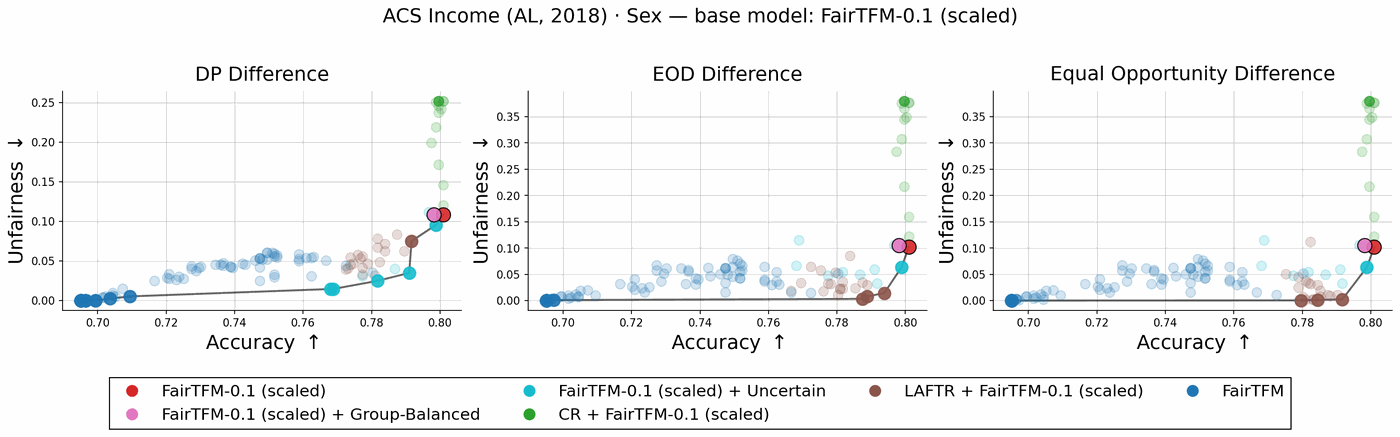 ACS Income (AL, 2018) · Sex — base model: FairTFM-0.1 (scaled)
DP Difference
EOD Difference
Equal Opportunity Difference
Unfairness ↓
0.25
0.20
0.15
0.10
0.05
0.00
0.70 0.72 0.74 0.76 0.78 0.80
Accuracy ↑
Unfairness ↓
0.35
0.30
0.25
0.20
0.15
0.10
0.05
0.00
0.70 0.72 0.74 0.76 0.78 0.80
Accuracy ↑
Unfairness ↓
0.35
0.30
0.25
0.20
0.15
0.10
0.05
0.00
0.70 0.72 0.74 0.76 0.78 0.80
Accuracy ↑
FairTFM-0.1 (scaled)
FairTFM-0.1 (scaled) + Group-Balanced
FairTFM-0.1 (scaled) + Uncertain
CR + FairTFM-0.1 (scaled)
LAFTR + FairTFM-0.1 (scaled)
FairTFM